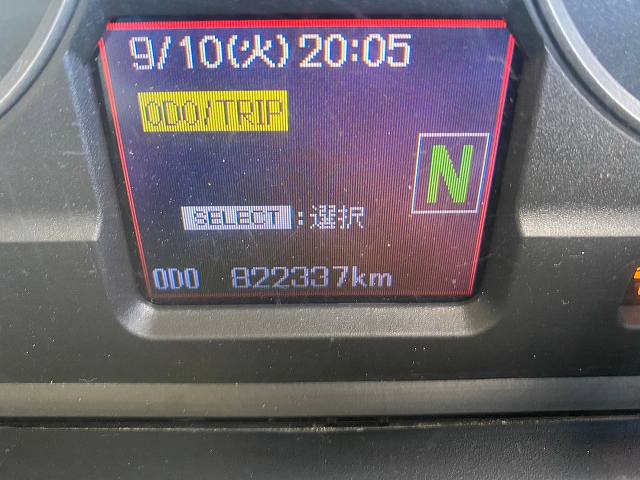 9/10(火)20:05
ODO/TRIP
N
SELECT:選択
ODO 822337km